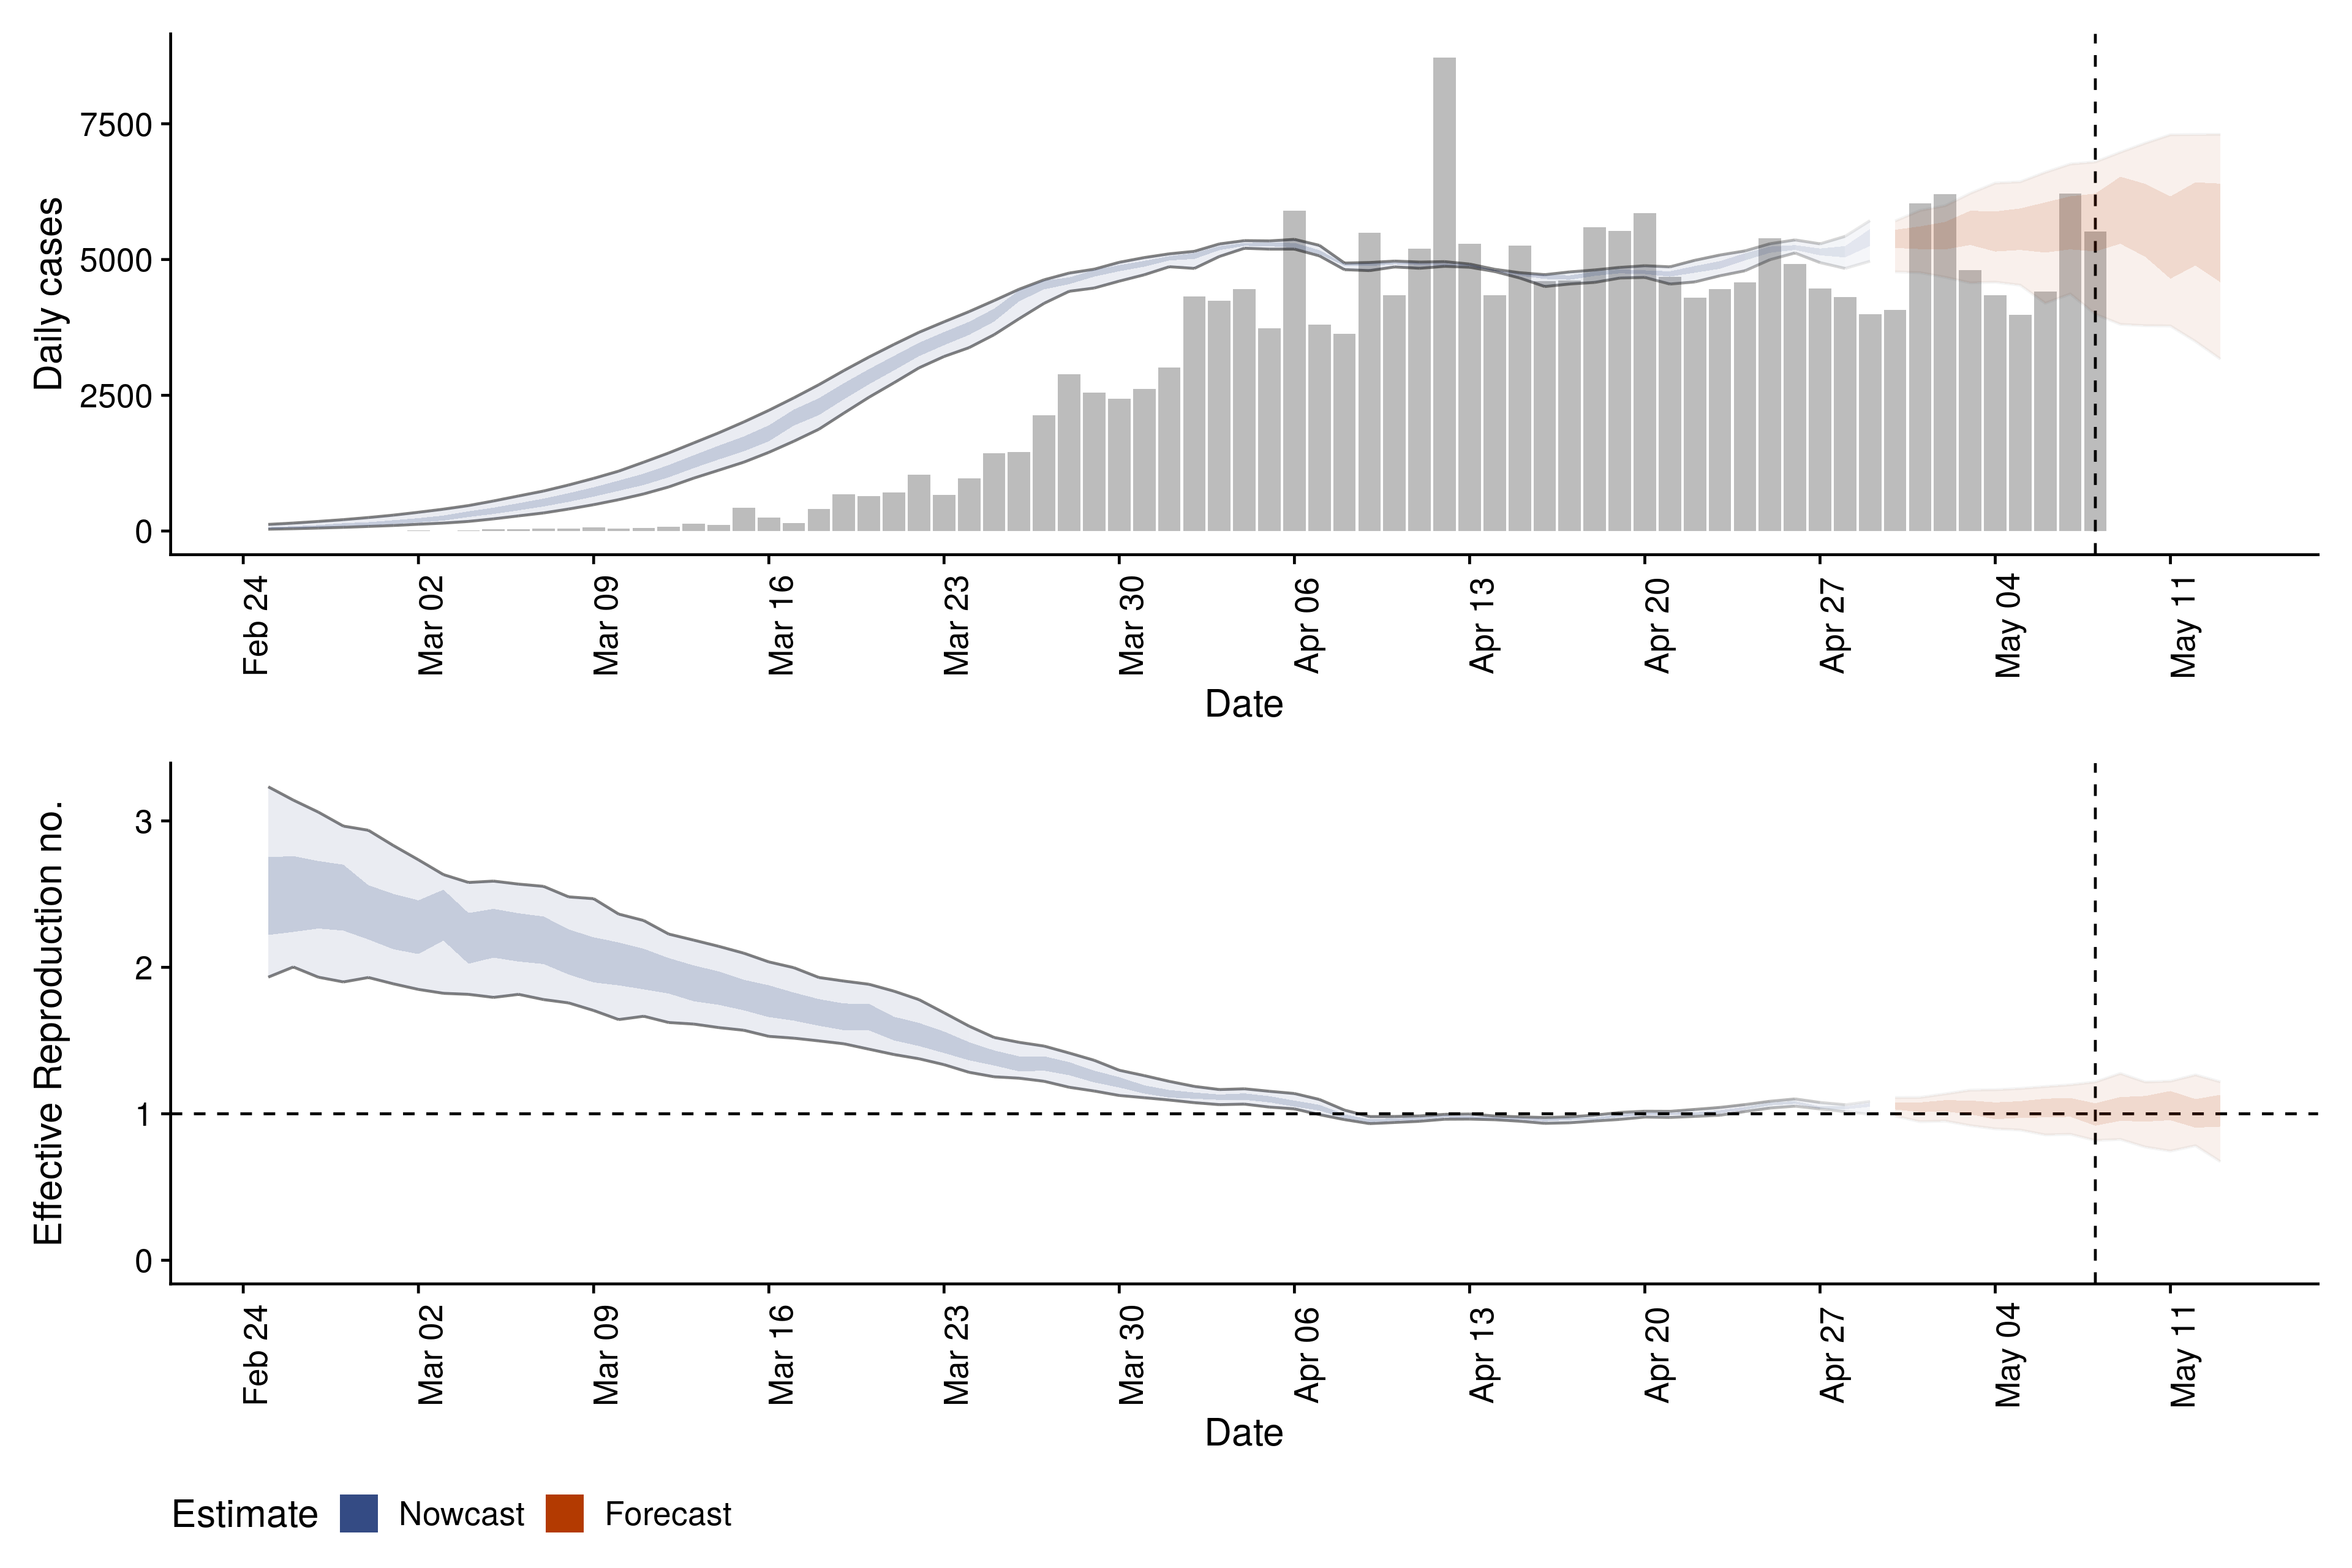 Daily cases
7500
5000
2500
0
Feb 24
Mar 02
Mar 09
Mar 16
Mar 23
Mar 30
Apr 06
Apr 13
Apr 20
Apr 27
May 04
May 11
Date
Effective Reproduction no.
3
2
1
0
Feb 24
Mar 02
Mar 09
Mar 16
Mar 23
Mar 30
Apr 06
Apr 13
Apr 20
Apr 27
May 04
May 11
Date
Estimate Nowcast Forecast